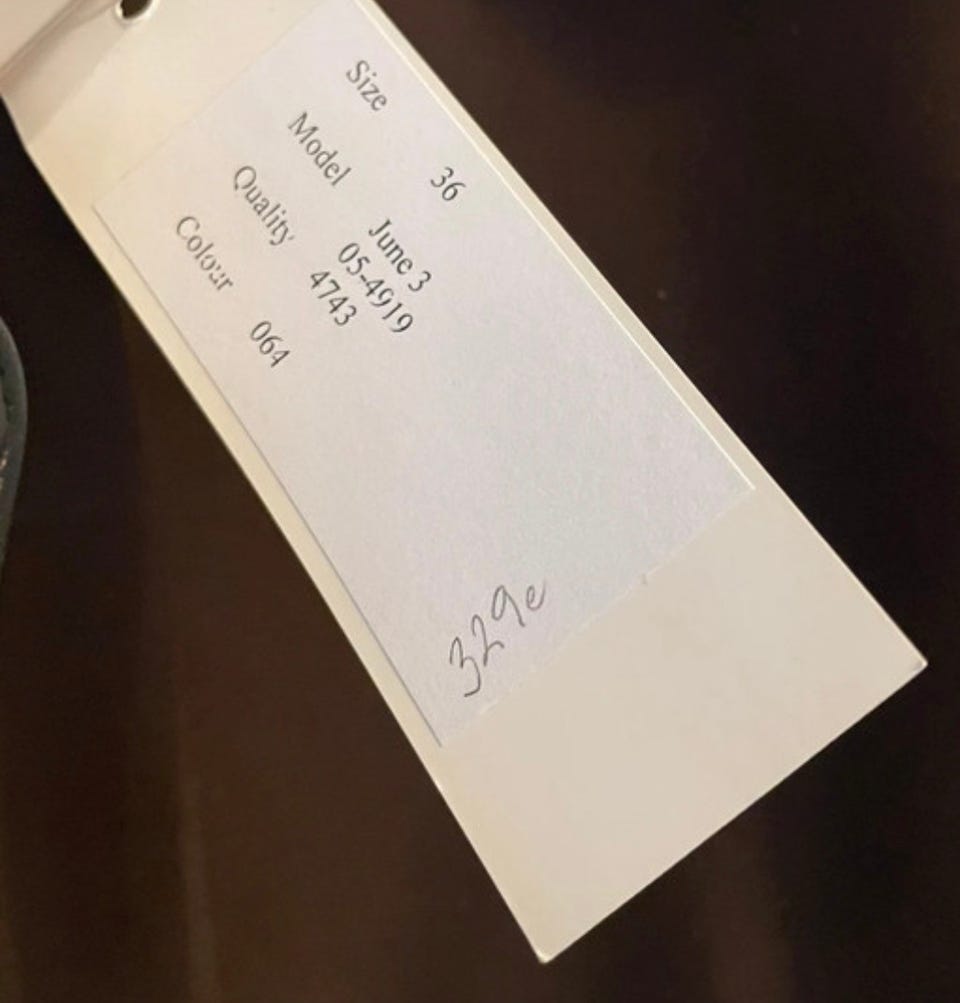 Size 36
Model June 3
05-4919
Quality 4743
Colour 064
329e